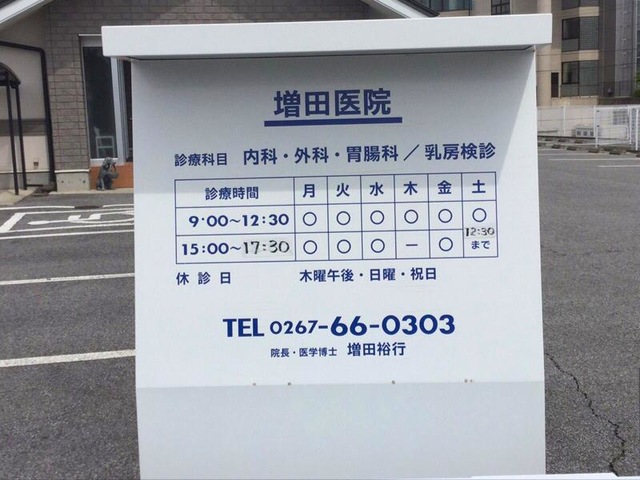 増田医院
診療科目 内科・外科・胃腸科／乳房検診
診療時間 月 火 水 木 金 土
9:00〜12:30 ○ ○ ○ ○ ○ ○
15:00〜17:30 ○ ○ ○ － ○ 12:30まで
休診日 木曜午後・日曜・祝日
TEL 0267-66-0303
院長・医学博士 増田裕行